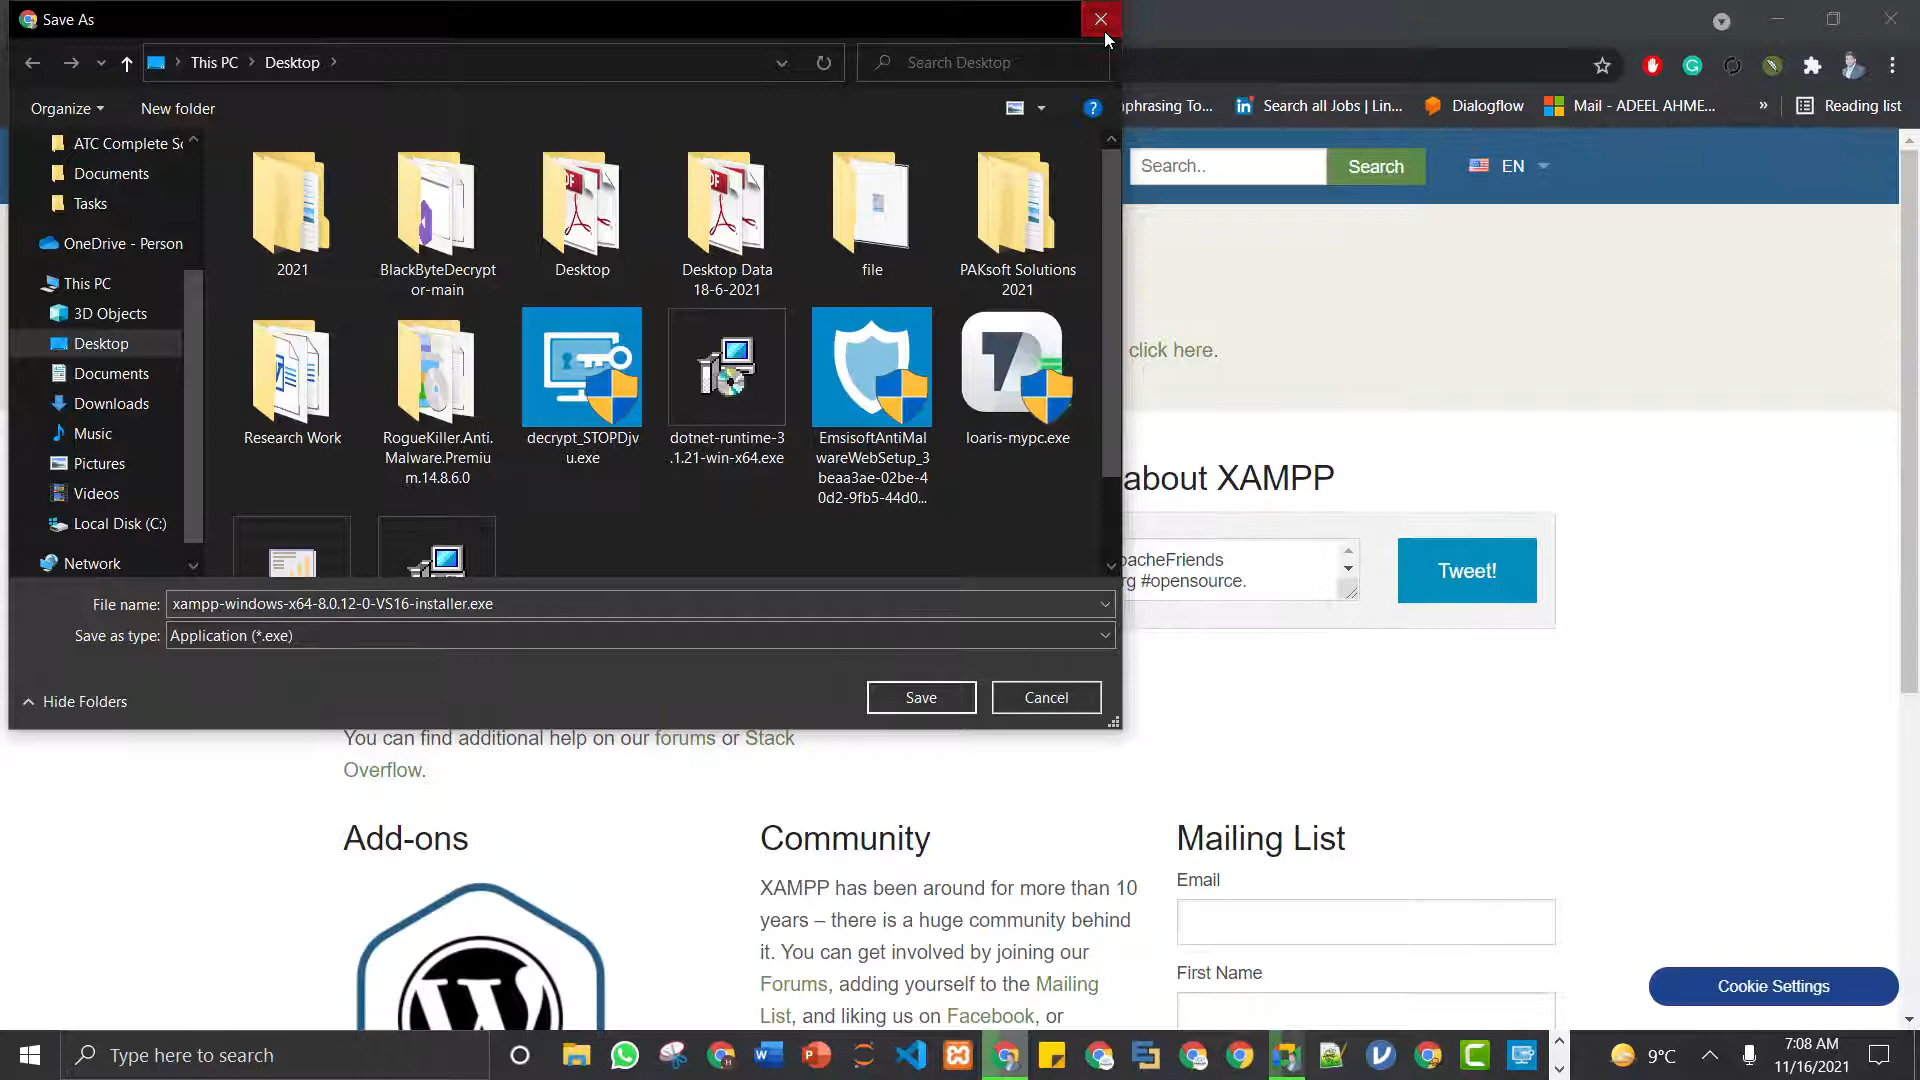 Save As
This PC
Desktop
Search Desktop
Organize
New folder
ATC Complete Sc
Documents
Tasks
OneDrive - Person
This PC
3D Objects
Desktop
Documents
Downloads
Music
Pictures
Videos
Local Disk (C:)
Network
2021
BlackByteDecrypt
or-main
Desktop
Desktop Data
18-6-2021
file
PAKsoft Solutions
2021
Research Work
RogueKiller.Anti.
Malware.Premiu
m.14.8.6.0
decrypt_STOPDjv
u.exe
dotnet-runtime-3
.1.21-win-x64.exe
EmsisoftAntiMal
wareWebSetup_3
beaa3ae-02be-4
0d2-9fb5-44d0...
loaris-mypc.exe
File name: xampp-windows-x64-8.0.12-0-VS16-installer.exe
Save as type: Application (*.exe)
Hide Folders
Save
Cancel
phrasing To...
Search all Jobs | Lin...
Dialogflow
Mail - ADEEL AHME...
»
Reading list
Search..
Search
EN
click here.
about XAMPP
pacheFriends
rg #opensource.
Tweet!
You can find additional help on our forums or Stack
Overflow.
Add-ons
Community
XAMPP has been around for more than 10
years – there is a huge community behind
it. You can get involved by joining our
Forums, adding yourself to the Mailing
List, and liking us on Facebook, or
Mailing List
Email
First Name
Cookie Settings
Type here to search
9°C
7:08 AM
11/16/2021